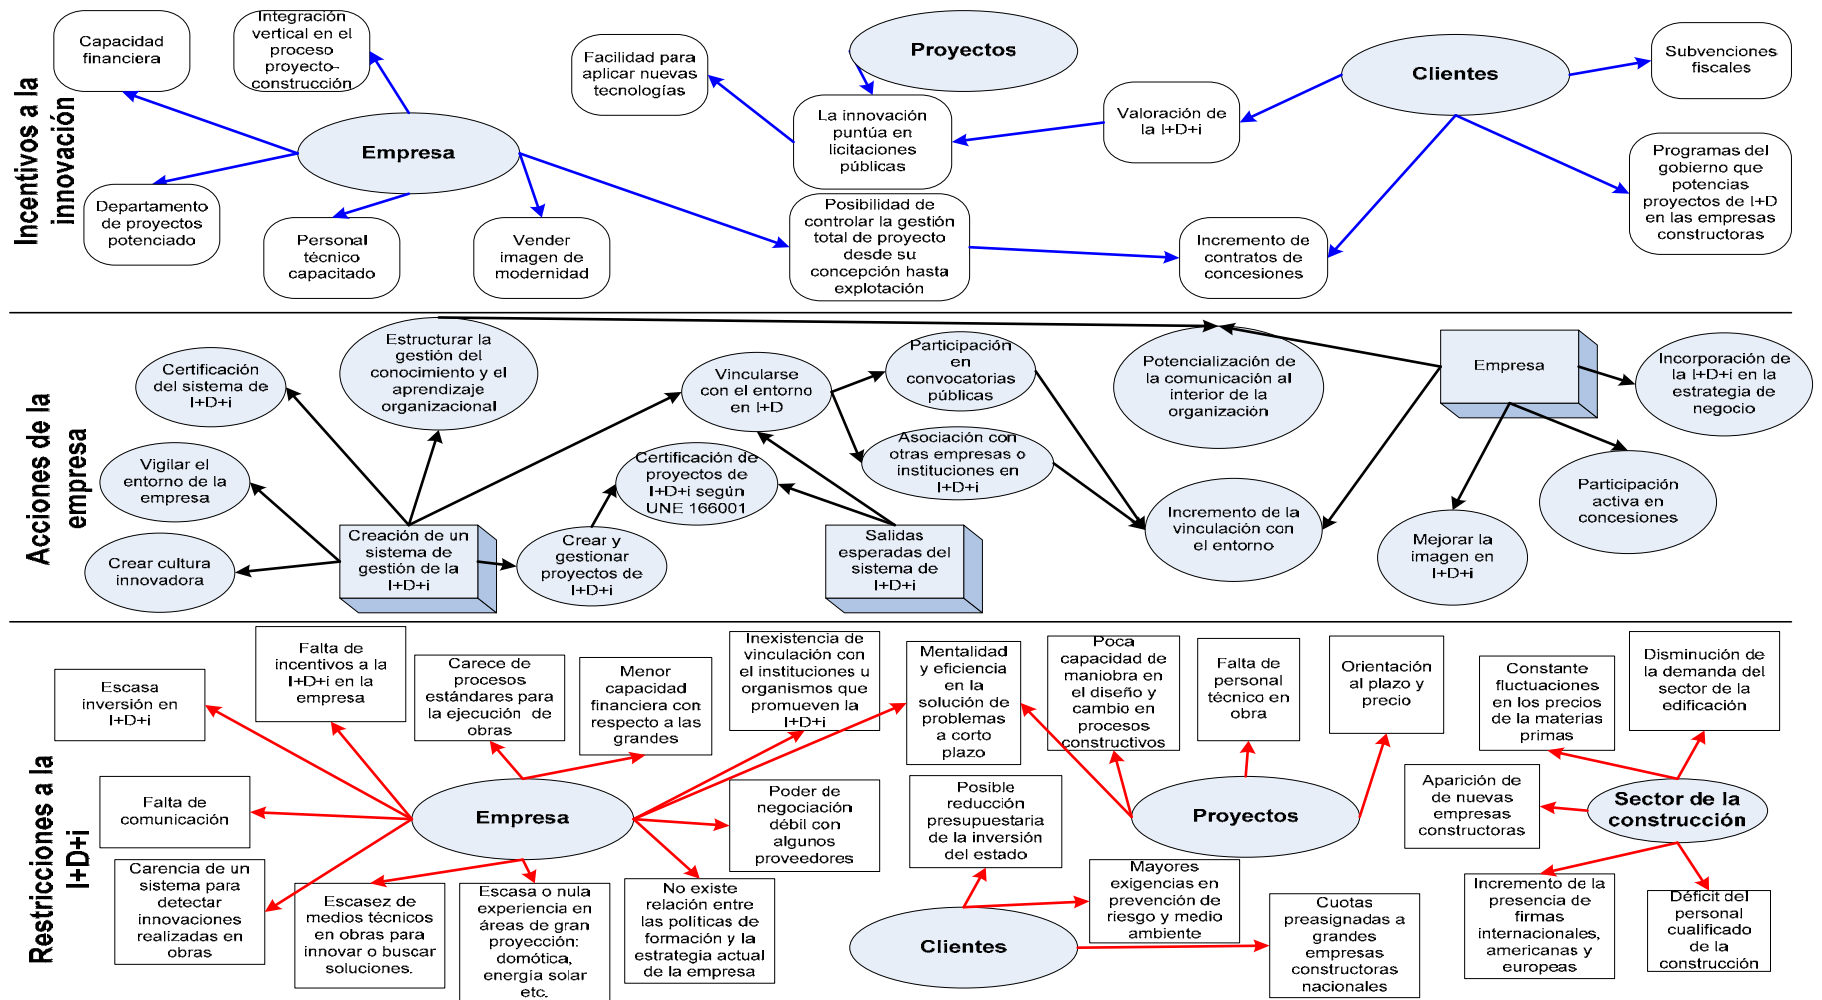 Incentivos a la
innovación
Capacidad
financiera
Integración
vertical en el
proceso
proyecto-
construcción
Empresa
Departamento
de proyectos
potenciado
Personal
técnico
capacitado
Vender
imagen de
modernidad
Facilidad para
aplicar nuevas
tecnologías
Proyectos
La innovación
puntúa en
licitaciones
públicas
Posibilidad de
controlar la gestión
total de proyecto
desde su
concepción hasta
explotación
Valoración de
la I+D+i
Incremento de
contratos de
concesiones
Clientes
Subvenciones
fiscales
Programas del
gobierno que
potencias
proyectos de I+D
en las empresas
constructoras
Acciones de la
empresa
Certificación
del sistema de
I+D+i
Vigilar el
entorno de la
empresa
Crear cultura
innovadora
Estructurar la
gestión del
conocimiento y el
aprendizaje
organizacional
Creación de un
sistema de
gestión de la
I+D+i
Crear y
gestionar
proyectos de
I+D+i
Certificación de
proyectos de
I+D+i según
UNE 166001
Vincularse
con el entorno
en I+D
Participación
en
convocatorias
públicas
Asociación con
otras empresas o
instituciones en
I+D+i
Salidas
esperadas del
sistema de
I+D+i
Potencialización de
la comunicación al
interior de la
organización
Incremento de la
vinculación con
el entorno
Empresa
Incorporación de
la I+D+i en la
estrategia de
negocio
Participación
activa en
concesiones
Mejorar la
imagen en
I+D+i
Restricciones a la
I+D+i
Escasa
inversión en
I+D+i
Falta de
incentivos a la
I+D+i en la
empresa
Carece de
procesos
estándares para
la ejecución de
obras
Menor
capacidad
financiera con
respecto a las
grandes
Inexistencia de
vinculación con
el instituciones u
organismos que
promueven la
I+D+i
Mentalidad
y eficiencia
en la
solución de
problemas
a corto
plazo
Poca
capacidad de
maniobra en
el diseño y
cambio en
procesos
constructivos
Falta de
personal
técnico en
obra
Orientación
al plazo y
precio
Constante
fluctuaciones
en los precios
de la materias
primas
Disminución de
la demanda del
sector de la
edificación
Falta de
comunicación
Empresa
Poder de
negociación
débil con
algunos
proveedores
Posible
reducción
presupuestaria
de la inversión
del estado
Proyectos
Aparición de
de nuevas
empresas
constructoras
Sector de la
construcción
Carencia de un
sistema para
detectar
innovaciones
realizadas en
obras
Escasez de
medios técnicos
en obras para
innovar o buscar
soluciones.
Escasa o nula
experiencia en
áreas de gran
proyección:
domótica,
energía solar
etc.
No existe
relación entre
las políticas de
formación y la
estrategia actual
de la empresa
Clientes
Mayores
exigencias en
prevención de
riesgo y medio
ambiente
Cuotas
preasignadas a
grandes
empresas
constructoras
nacionales
Incremento de la
presencia de
firmas
internacionales,
americanas y
europeas
Déficit del
personal
cualificado
de la
construcción